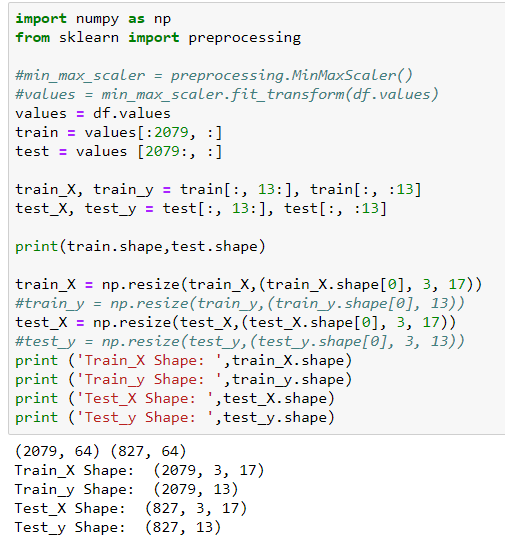 import numpy as np
from sklearn import preprocessing
#min_max_scaler = preprocessing.MinMaxScaler()
#values = min_max_scaler.fit_transform(df.values)
values = df.values
train = values[:2079, :]
test = values [2079:, :]
train_X, train_y = train[:, 13:], train[:, :13]
test_X, test_y = test[:, 13:], test[:, :13]
print(train.shape,test.shape)
train_X = np.resize(train_X,(train_X.shape[0], 3, 17))
#train_y = np.resize(train_y,(train_y.shape[0], 13))
test_X = np.resize(test_X,(test_X.shape[0], 3, 17))
#test_y = np.resize(test_y,(test_y.shape[0], 3, 13))
print ('Train_X Shape: ',train_X.shape)
print ('Train_y Shape: ',train_y.shape)
print ('Test_X Shape: ',test_X.shape)
print ('Test_y Shape: ',test_y.shape)
(2079, 64) (827, 64)
Train_X Shape:  (2079, 3, 17)
Train_y Shape:  (2079, 13)
Test_X Shape:  (827, 3, 17)
Test_y Shape:  (827, 13)